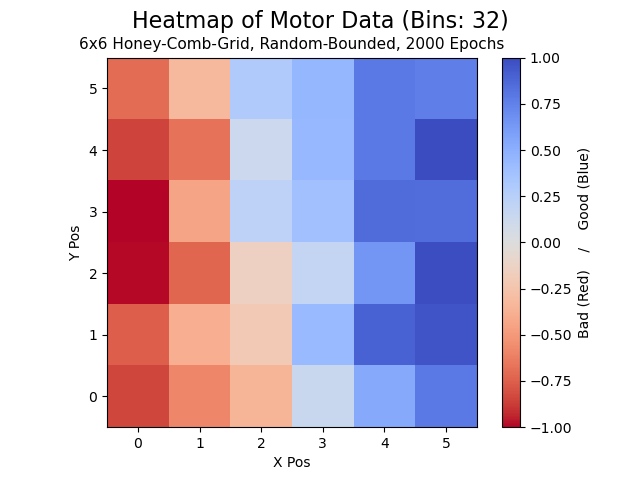 Heatmap of Motor Data (Bins: 32)
6x6 Honey-Comb-Grid, Random-Bounded, 2000 Epochs
5
4
3
2
1
0
Y Pos
0 1 2 3 4 5
X Pos
1.00
0.75
0.50
0.25
0.00
−0.25
−0.50
−0.75
−1.00
Bad (Red) / Good (Blue)